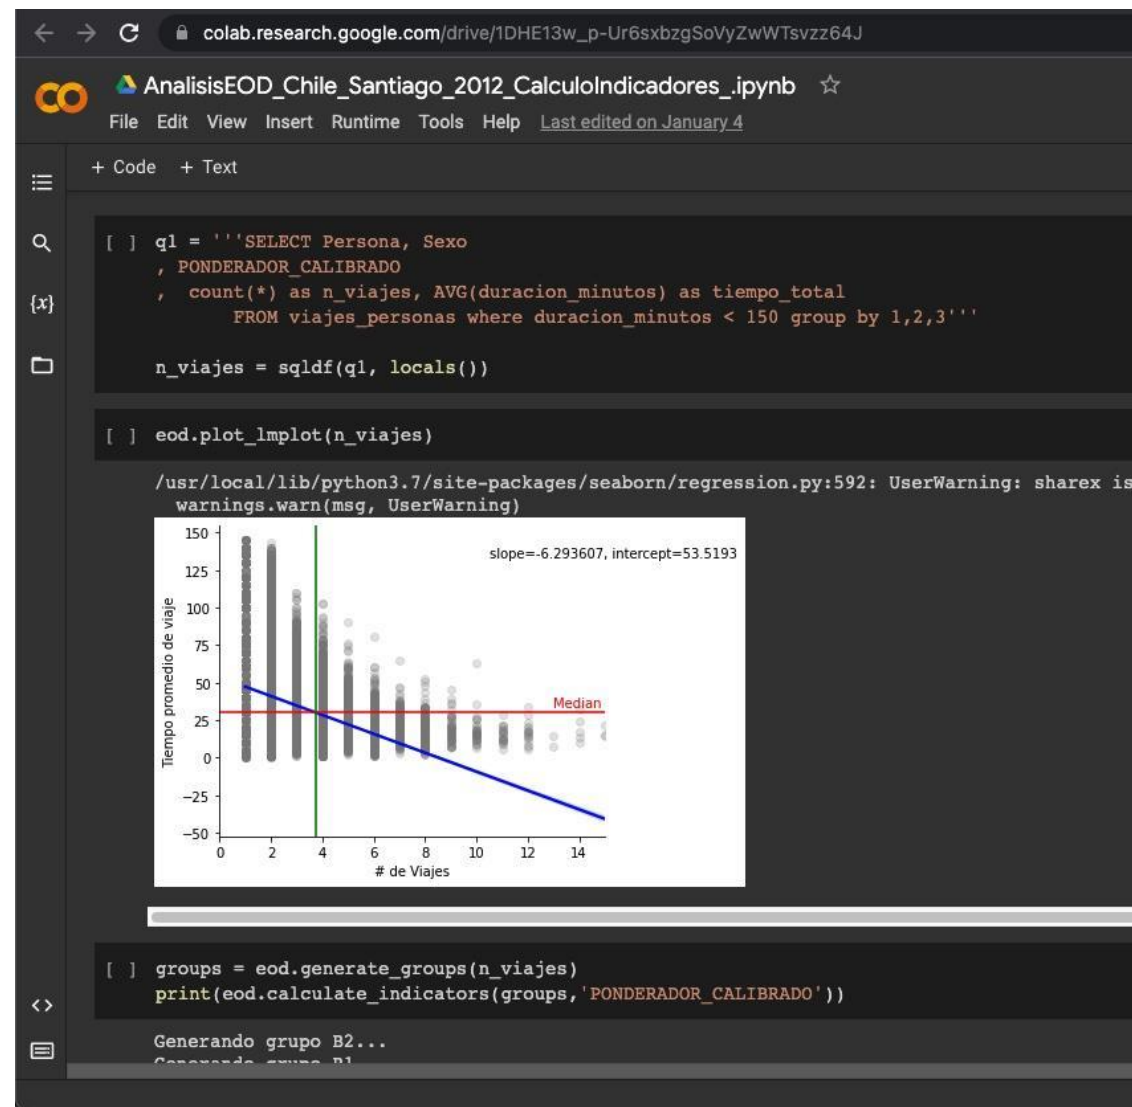 colab.research.google.com/drive/1DHE13w_p-Ur6sxbzgSoVyZwWTsvzz64J
CO
AnalisisEOD_Chile_Santiago_2012_CalculoIndicadores_.ipynb
File Edit View Insert Runtime Tools Help Last edited on January 4
+ Code + Text
[ ] q1 = '''SELECT Persona, Sexo
, PONDERADOR_CALIBRADO
, count(*) as n_viajes, AVG(duracion_minutos) as tiempo_total
FROM viajes_personas where duracion_minutos < 150 group by 1,2,3'''
{x}
n_viajes = sqldf(q1, locals())
[ ] eod.plot_lmplot(n_viajes)
/usr/local/lib/python3.7/site-packages/seaborn/regression.py:592: UserWarning: sharex is
warnings.warn(msg, UserWarning)
slope=-6.293607, intercept=53.5193
150
125
100
75
50
25
0
−25
−50
Tiempo promedio de viaje
Median
0 2 4 6 8 10 12 14
# de Viajes
[ ] groups = eod.generate_groups(n_viajes)
print(eod.calculate_indicators(groups,'PONDERADOR_CALIBRADO'))
<>
Generando grupo B2...
Generando grupo B1